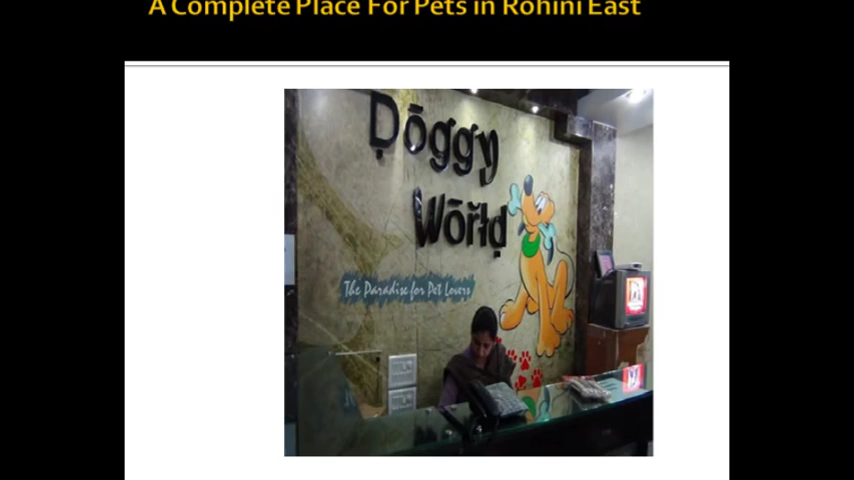 A Complete Place For Pets in Rohini East
Doggy
World
The Paradise for Pet Lovers